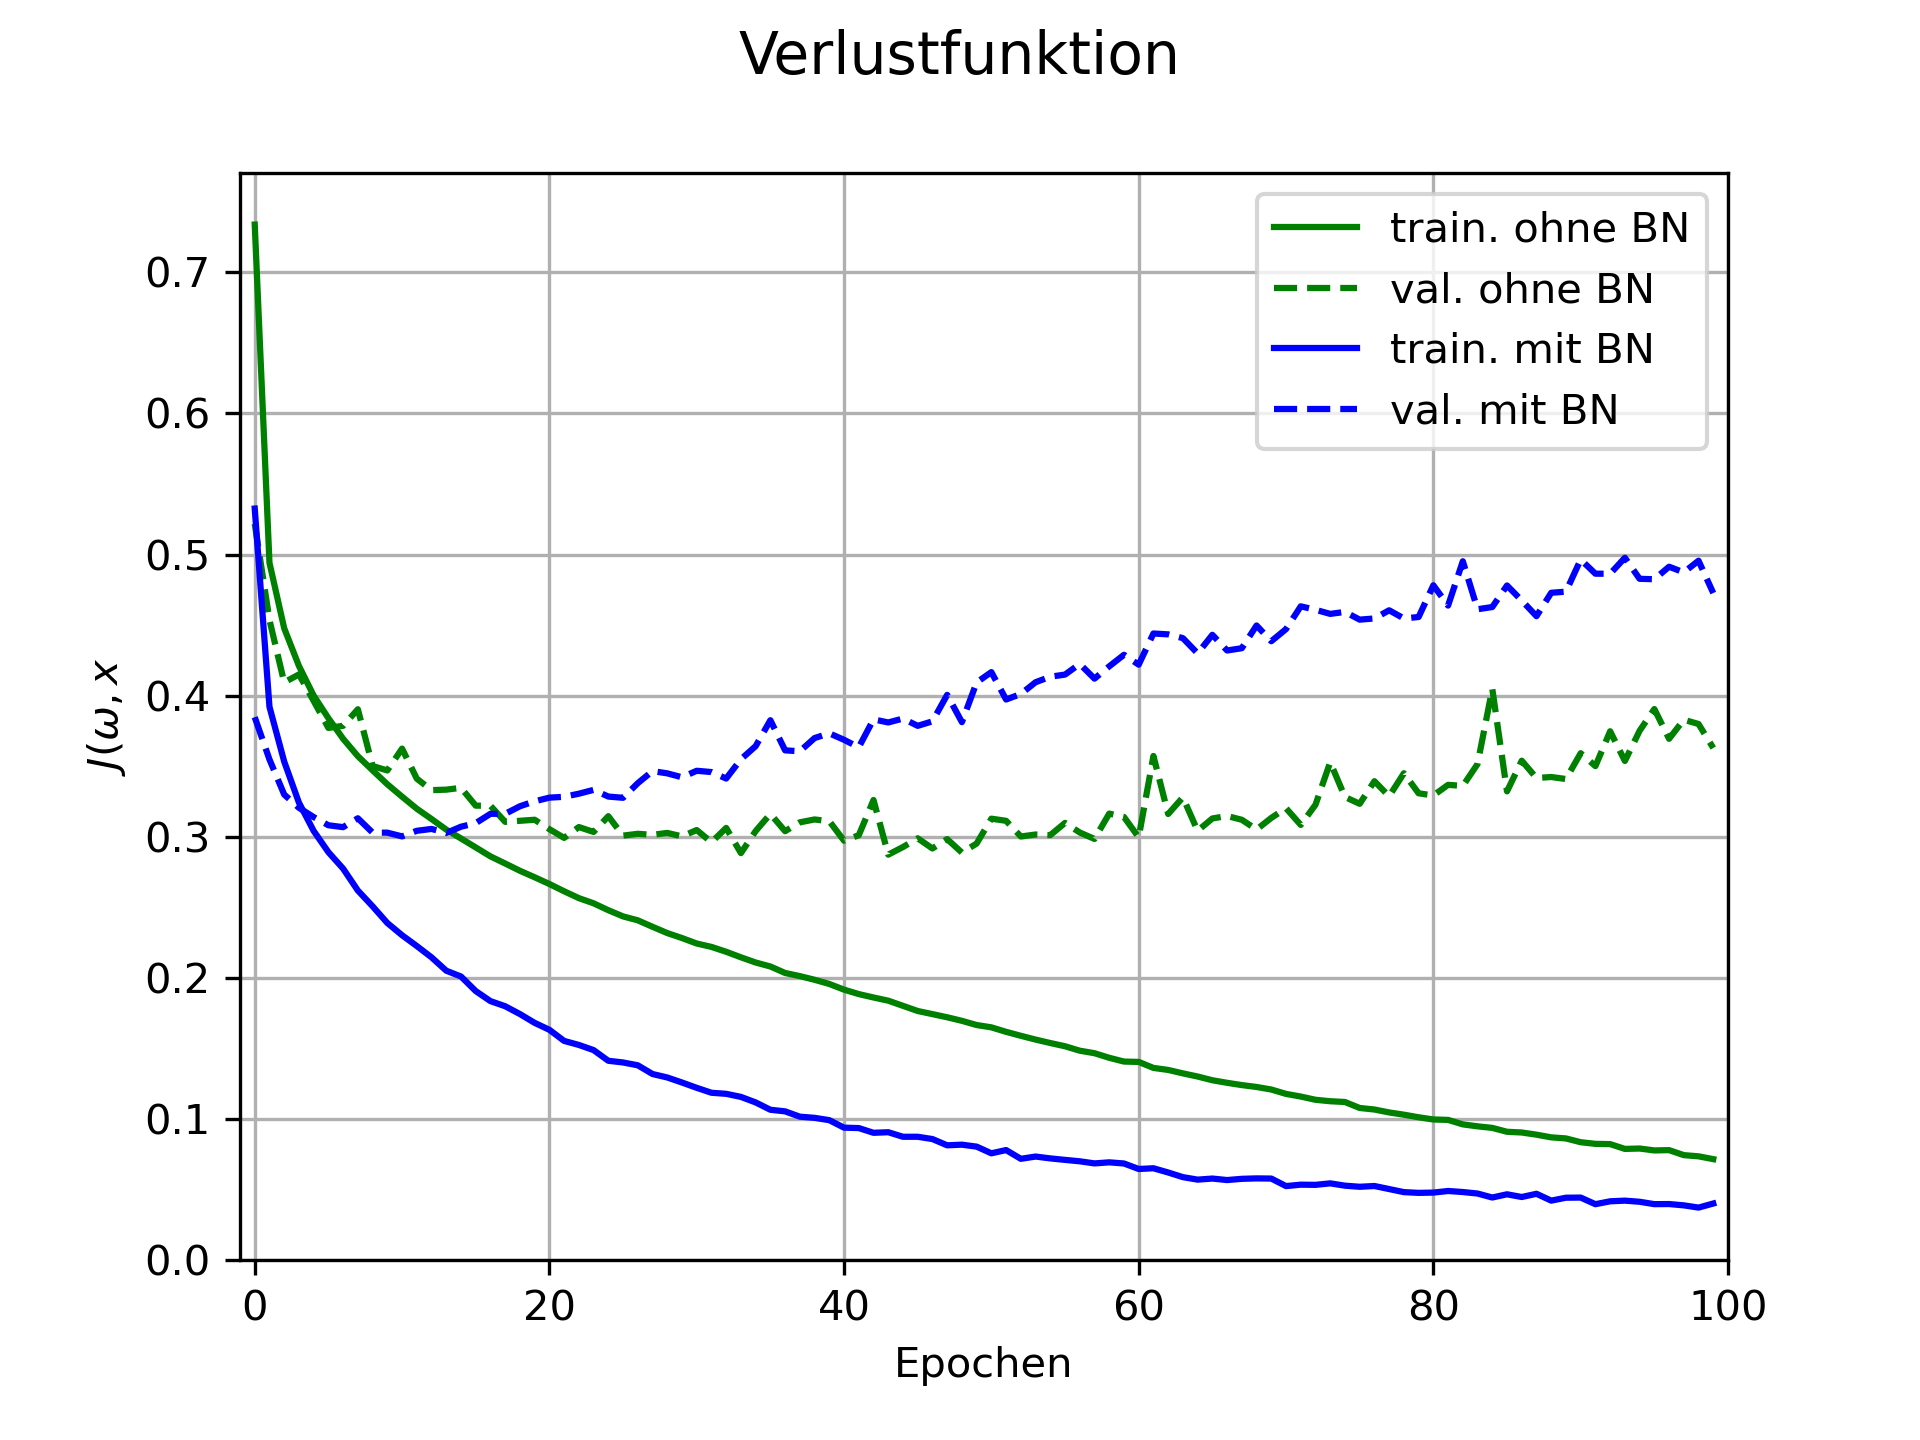 Verlustfunktion
train. ohne BN
val. ohne BN
train. mit BN
val. mit BN
J(ω, x
0.7
0.6
0.5
0.4
0.3
0.2
0.1
0.0
0 20 40 60 80 100
Epochen